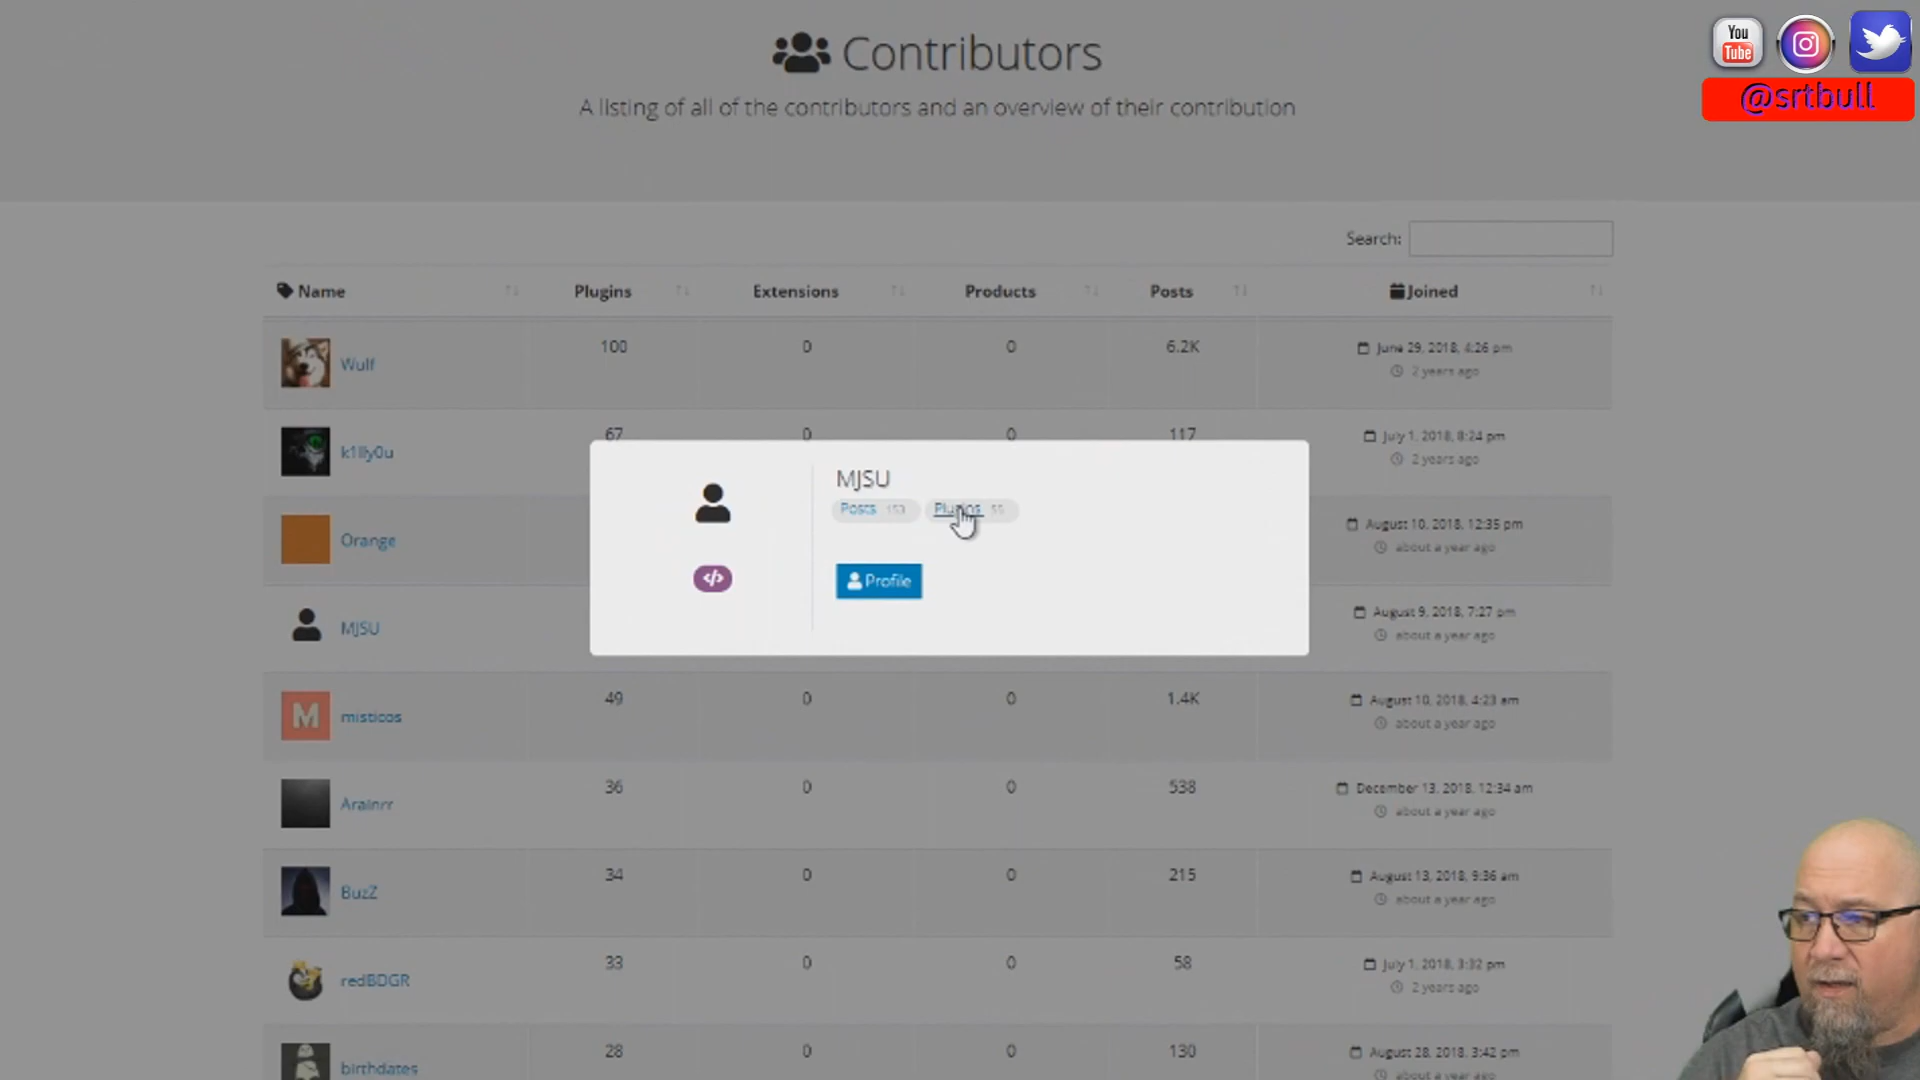 Contributors
A listing of all of the contributors and an overview of their contribution
You
Tube
@srtbull
Search:
Name Plugins Extensions Products Posts Joined
Wulf 100 0 0 6.2K June 29, 2018, 4:26 pm
2 years ago
k1lly0u 67 0 0 117 July 1, 2018, 8:24 pm
2 years ago
Orange August 10, 2018, 12:35 pm
about a year ago
MJSU August 9, 2018, 7:27 pm
about a year ago
MJSU
Posts 153 Plugins 55
</>
Profile
misticos 49 0 0 1.4K August 10, 2018, 4:23 am
M
about a year ago
Arainrr 36 0 0 538 December 13, 2018, 12:34 am
about a year ago
BuzZ 34 0 0 215 August 13, 2018, 9:36 am
about a year ago
redBDGR 33 0 0 58 July 1, 2018, 3:32 pm
2 years ago
birthdates 28 0 0 130 August 28, 2018, 3:42 pm
about a year ago